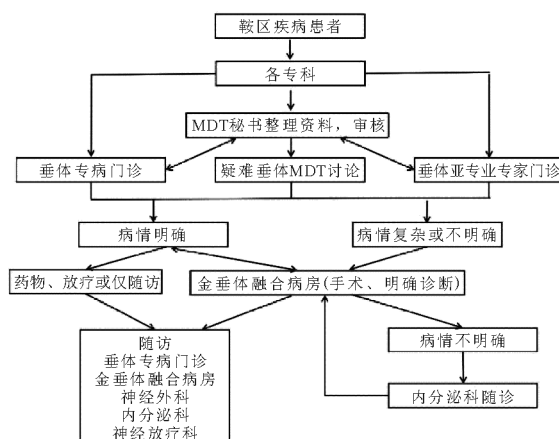 鞍区疾病患者
各专科
MDT秘书整理资料，审核
垂体专病门诊
疑难垂体MDT讨论
垂体亚专业专家门诊
病情明确
病情复杂或不明确
药物、放疗或仅随访
金垂体融合病房(手术、明确诊断)
随访
垂体专病门诊
金垂体融合病房
神经外科
内分泌科
神经放疗科
病情不明确
内分泌科随诊